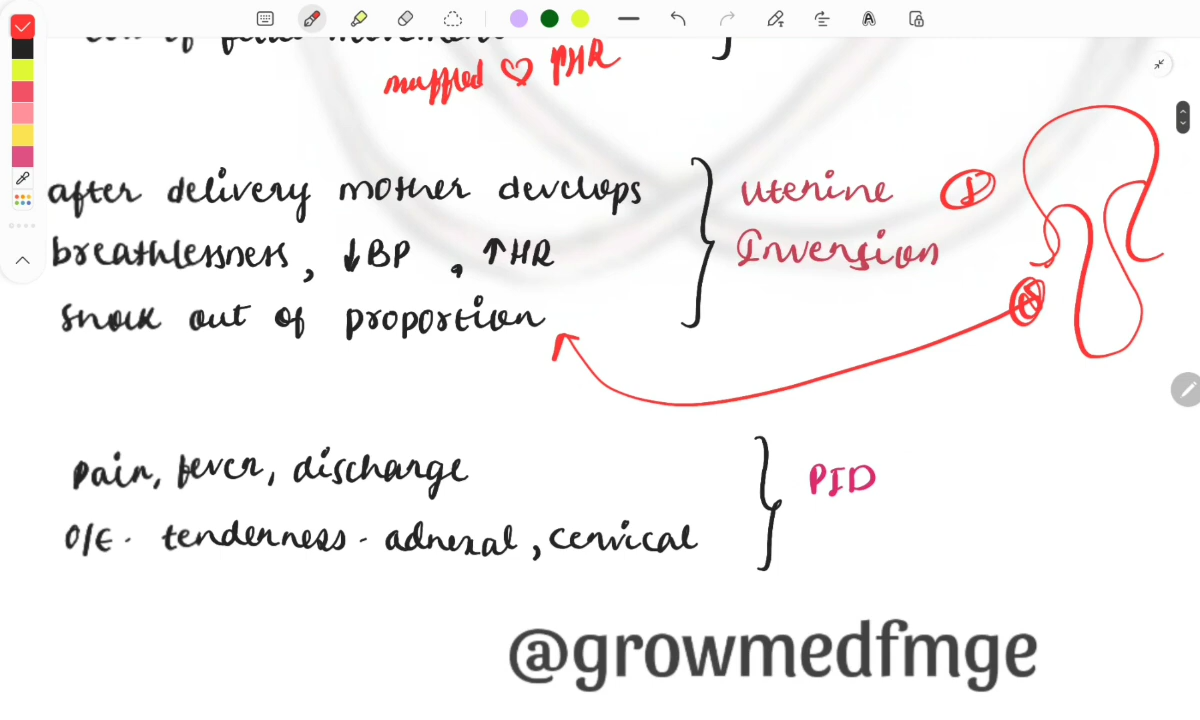 muffled ♡ ↑HR
after delivery mother develops
breathlessness, ↓BP, ↑HR
shock out of proportion
Uterine
Inversion
pain, fever, discharge
O/E. tenderness - adnexal, cervical
PID
@growmedfmge